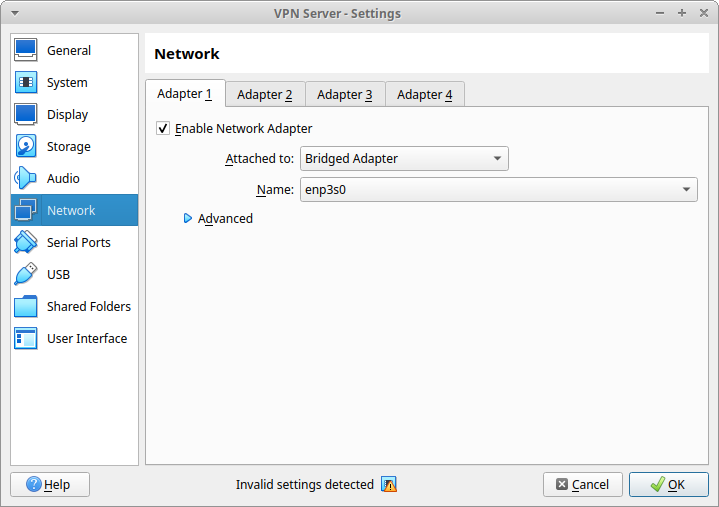 VPN Server - Settings
General
System
Display
Storage
Audio
Network
Serial Ports
USB
Shared Folders
User Interface
Network
Adapter 1
Adapter 2
Adapter 3
Adapter 4
Enable Network Adapter
Attached to: Bridged Adapter
Name: enp3s0
Advanced
Help
Invalid settings detected
Cancel
OK